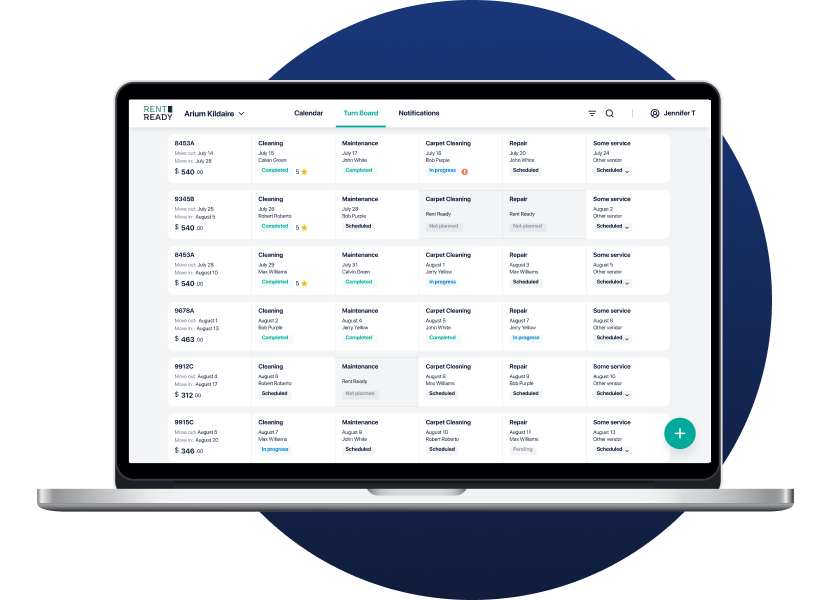 RENT
READY
Arium Kildaire
Calendar
Turn Board
Notifications
Jennifer T
8453A
Move out: July 14
Move in: July 28
$ 540 .00
Cleaning
July 15
Calvin Green
Completed
5
Maintenance
July 17
John White
Completed
Carpet Cleaning
July 18
Bob Purple
In progress
Repair
July 20
John White
Scheduled
Some service
July 24
Other vendor
Scheduled
9345B
Move out: July 25
Move in: August 5
$ 540 .00
Cleaning
July 26
Robert Roberto
Completed
5
Maintenance
July 28
Bob Purple
Scheduled
Carpet Cleaning
Rent Ready
Not planned
Repair
Rent Ready
Not planned
Some service
August 2
Other vendor
Scheduled
8453A
Move out: July 28
Move in: August 10
$ 540 .00
Cleaning
July 29
Max Williams
Completed
5
Maintenance
July 31
Calvin Green
Completed
Carpet Cleaning
August 1
Jerry Yellow
In progress
Repair
August 3
Max Williams
Scheduled
Some service
August 5
Other vendor
Scheduled
9678A
Move out: August 1
Move in: August 13
$ 463 .00
Cleaning
August 2
Bob Purple
Completed
Maintenance
August 4
Jerry Yellow
Completed
Carpet Cleaning
August 5
John White
Completed
Repair
August 7
Jerry Yellow
In progress
Some service
August 8
Other vendor
Scheduled
9912C
Move out: August 4
Move in: August 17
$ 312 .00
Cleaning
August 6
Robert Roberto
Scheduled
Maintenance
Rent Ready
Not planned
Carpet Cleaning
August 8
Max Williams
Scheduled
Repair
August 9
Bob Purple
Scheduled
Some service
August 10
Other vendor
Scheduled
9915C
Move out: August 5
Move in: August 20
$ 346 .00
Cleaning
August 7
Max Williams
In progress
Maintenance
August 9
John White
Scheduled
Carpet Cleaning
August 10
Robert Roberto
Scheduled
Repair
August 11
Max Williams
Pending
Some service
August 13
Other vendor
Scheduled